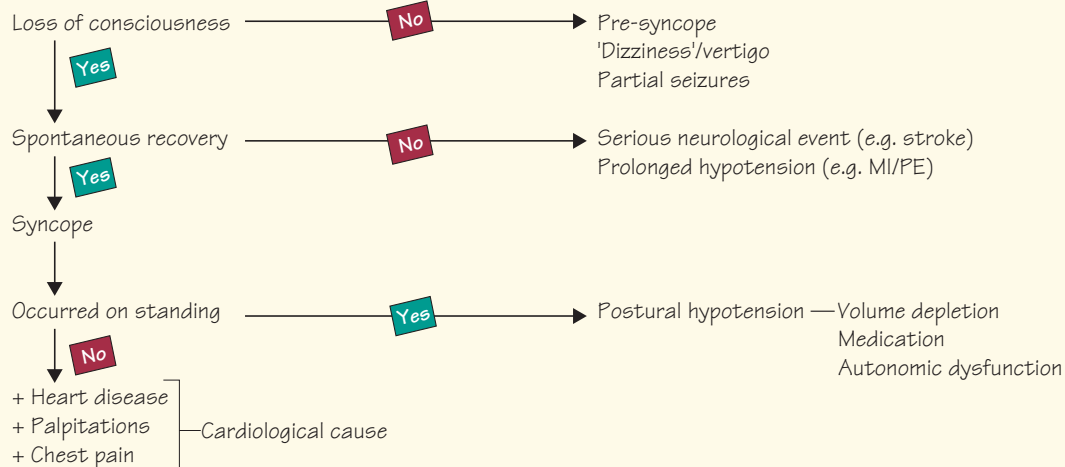 Loss of consciousness No Pre-syncope
'Dizziness'/vertigo
Yes
Partial seizures
Spontaneous recovery No Serious neurological event (e.g. stroke)
Prolonged hypotension (e.g. MI/PE)
Yes
Syncope
Occurred on standing Yes Postural hypotension Volume depletion
Medication
No
Autonomic dysfunction
+ Heart disease
+ Palpitations Cardiological cause
+ Chest pain